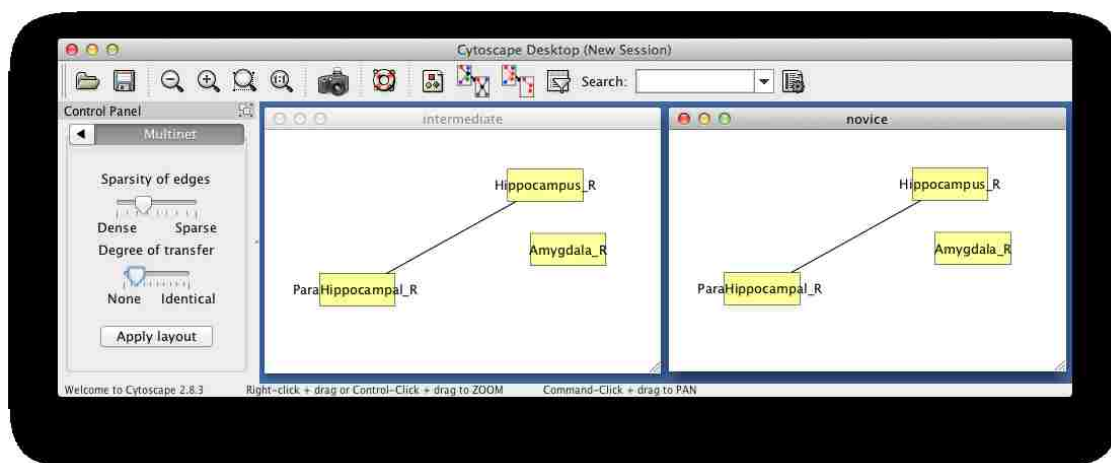 Cytoscape Desktop (New Session)
1:1
Search:
Control Panel
Multinet
Sparsity of edges
Dense Sparse
Degree of transfer
None Identical
Apply layout
intermediate
Hippocampus_R
Amygdala_R
ParaHippocampal_R
novice
Hippocampus_R
Amygdala_R
ParaHippocampal_R
Welcome to Cytoscape 2.8.3 Right-click + drag or Control-Click + drag to ZOOM Command-Click + drag to PAN